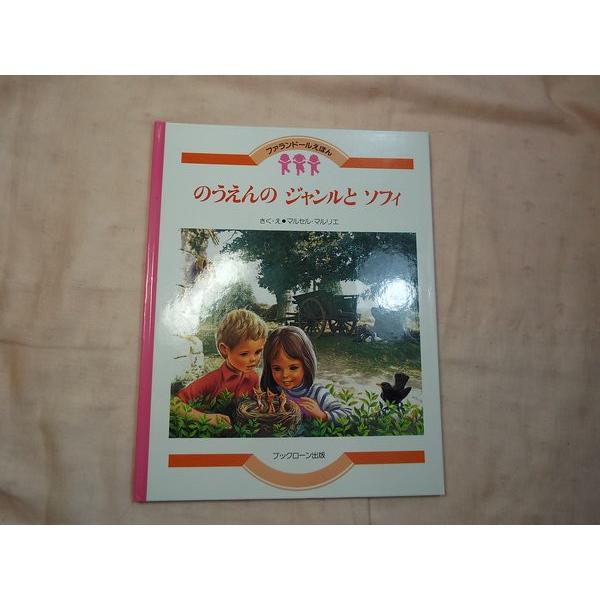 ファランドールえほん
のうえんの ジャンルと ソフィ
さく・え●マルセル・マルリエ
ブックローン出版